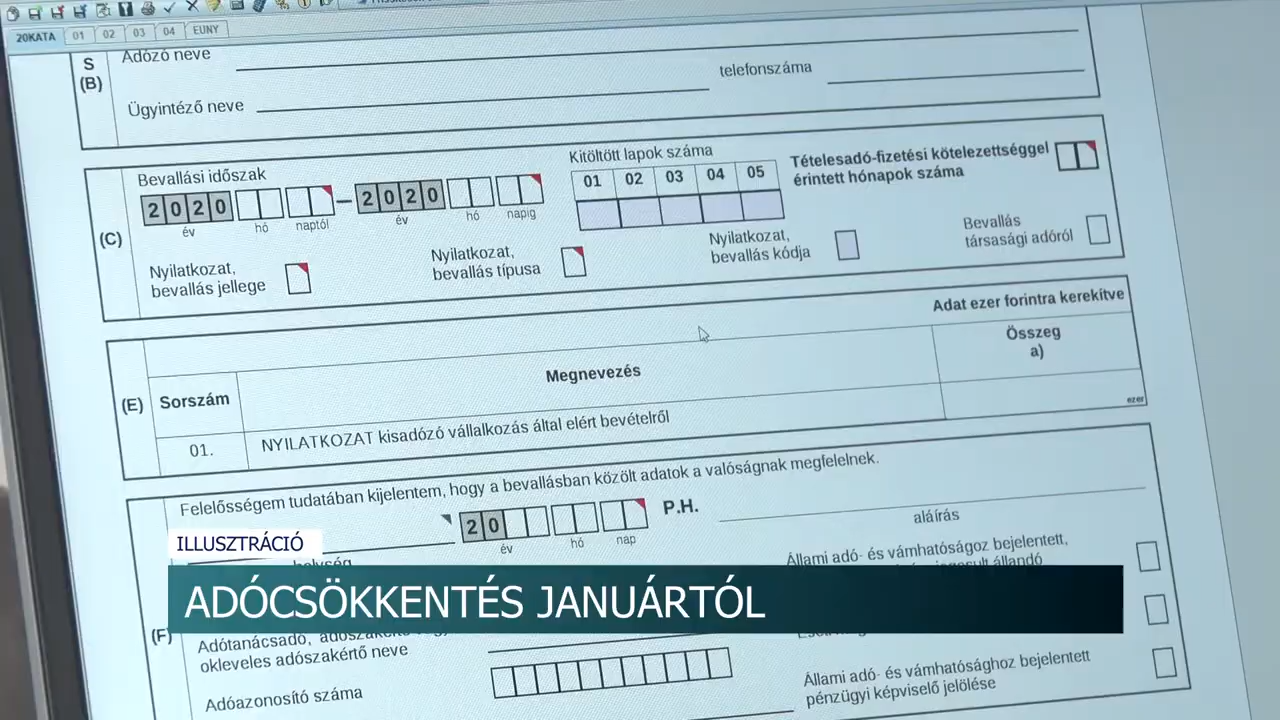 20KATA 01 02 03 04 EUNY
S
(B)
Adózó neve
telefonszáma
Ügyintéző neve
(C)
Bevallási időszak
2020 – 2020
év hó naptól év hó napig
Kitöltött lapok száma
01 02 03 04 05
Tételesadó-fizetési kötelezettséggel
érintett hónapok száma
Nyilatkozat,
bevallás jellege
Nyilatkozat,
bevallás típusa
Nyilatkozat,
bevallás kódja
Bevallás
társasági adóról
(E)
Adat ezer forintra kerekítve
Sorszám
Megnevezés
Összeg
a)
01.
NYILATKOZAT kisadózó vállalkozás által elért bevételről
ezer
(F)
Felelősségem tudatában kijelentem, hogy a bevallásban közölt adatok a valóságnak megfelelnek.
20
év hó nap
P.H.
aláírás
ILLUSZTRÁCIÓ
helység
Állami adó- és vámhatóságoz bejelentett,
állandó
ADÓCSÖKKENTÉS JANUÁRTÓL
Adótanácsadó,
okleveles adószakértő neve
Adóazonosító száma
Állami adó- és vámhatósághoz bejelentett
pénzügyi képviselő jelölése